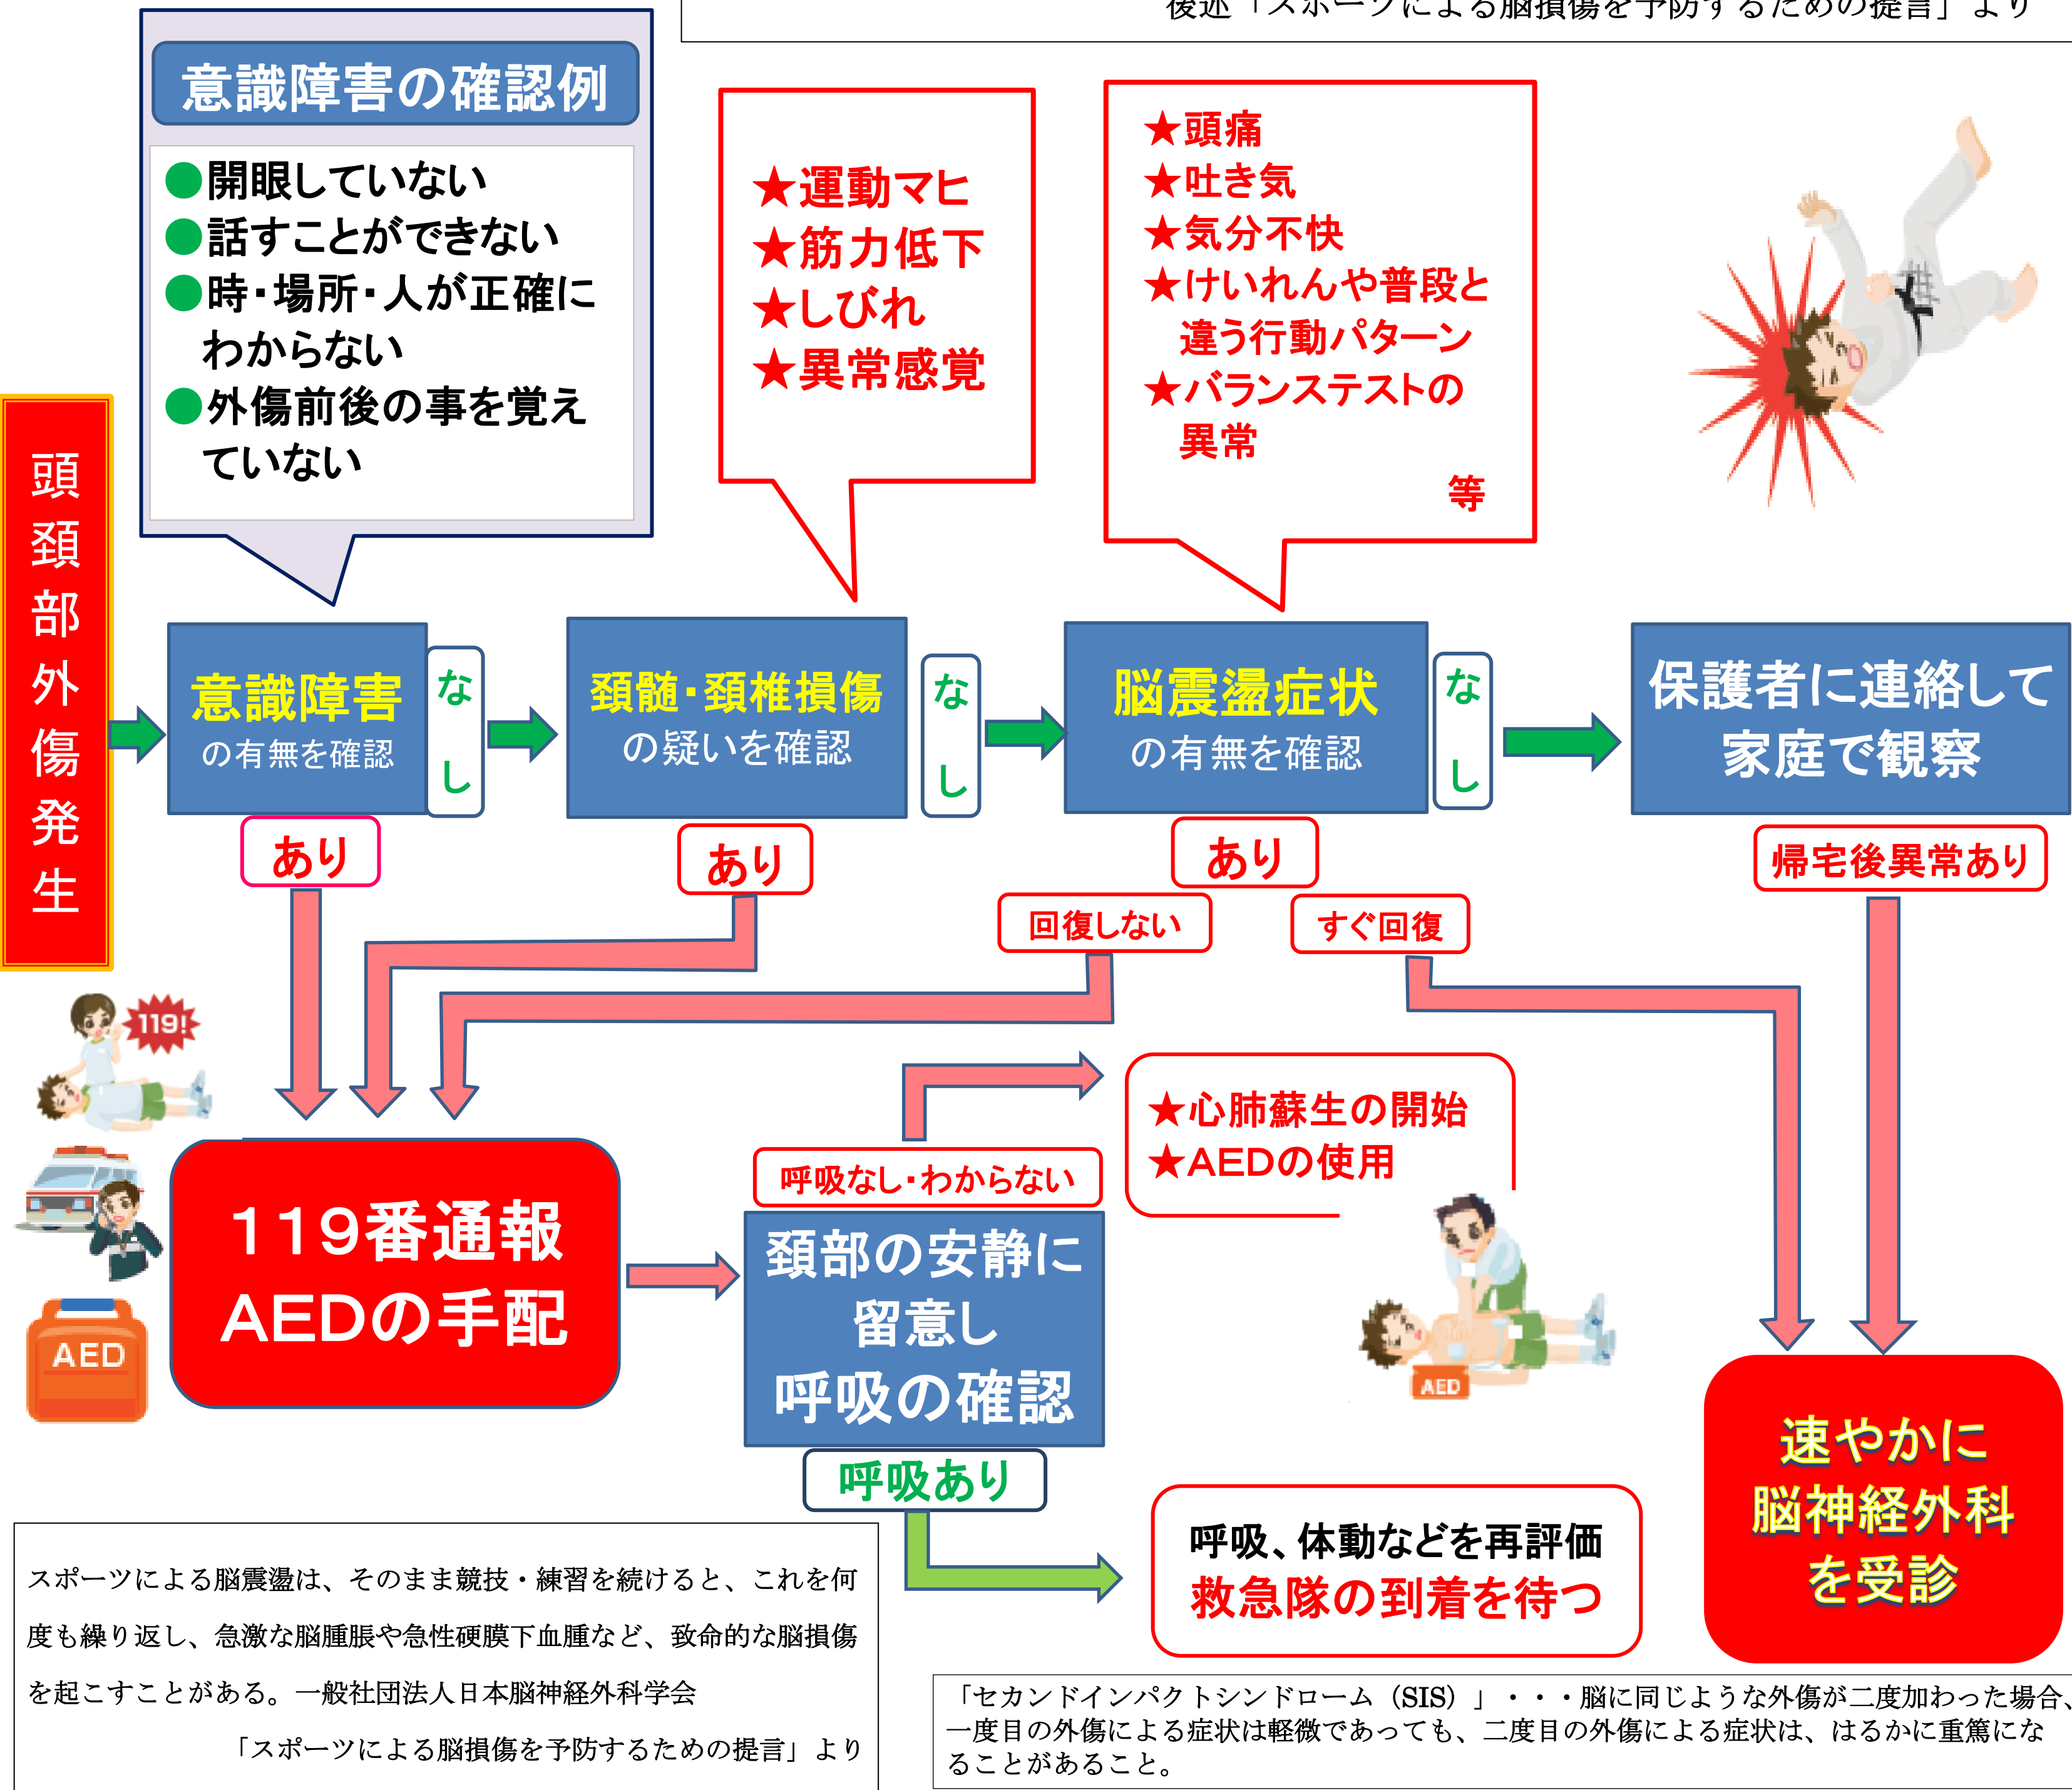 後述「スポーツによる脳損傷を予防するための提言」より
意識障害の確認例
●開眼していない
●話すことができない
●時・場所・人が正確に
わからない
●外傷前後の事を覚え
ていない
★運動マヒ
★筋力低下
★しびれ
★異常感覚
★頭痛
★吐き気
★気分不快
★けいれんや普段と
違う行動パターン
★バランステストの
異常
等
頭頚部外傷発生
意識障害
の有無を確認
なし
頚髄・頚椎損傷
の疑いを確認
なし
脳震盪症状
の有無を確認
なし
保護者に連絡して
家庭で観察
あり
あり
あり
帰宅後異常あり
回復しない
すぐ回復
119!
★心肺蘇生の開始
★AEDの使用
呼吸なし・わからない
119番通報
AEDの手配
頚部の安静に
留意し
呼吸の確認
AED
AED
呼吸あり
呼吸、体動などを再評価
救急隊の到着を待つ
速やかに
脳神経外科
を受診
スポーツによる脳震盪は、そのまま競技・練習を続けると、これを何
度も繰り返し、急激な脳腫脹や急性硬膜下血腫など、致命的な脳損傷
を起こすことがある。一般社団法人日本脳神経外科学会
「スポーツによる脳損傷を予防するための提言」より
「セカンドインパクトシンドローム（SIS）」・・・脳に同じような外傷が二度加わった場合、
一度目の外傷による症状は軽微であっても、二度目の外傷による症状は、はるかに重篤にな
ることがあること。